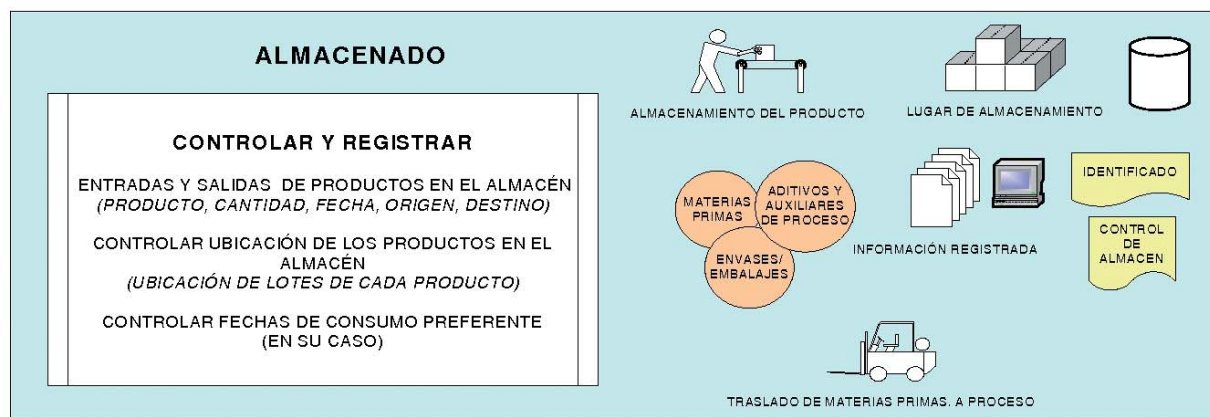 ALMACENADO
CONTROLAR Y REGISTRAR
ENTRADAS Y SALIDAS DE PRODUCTOS EN EL ALMACÉN
(PRODUCTO, CANTIDAD, FECHA, ORIGEN, DESTINO)
CONTROLAR UBICACIÓN DE LOS PRODUCTOS EN EL
ALMACÉN
(UBICACIÓN DE LOTES DE CADA PRODUCTO)
CONTROLAR FECHAS DE CONSUMO PREFERENTE
(EN SU CASO)
ALMACENAMIENTO DEL PRODUCTO
LUGAR DE ALMACENAMIENTO
MATERIAS
PRIMAS
ADITIVOS Y
AUXILIARES
DE PROCESO
ENVASES/
EMBALAJES
INFORMACIÓN REGISTRADA
IDENTIFICADO
CONTROL
DE
ALMACEN
TRASLADO DE MATERIAS PRIMAS. A PROCESO